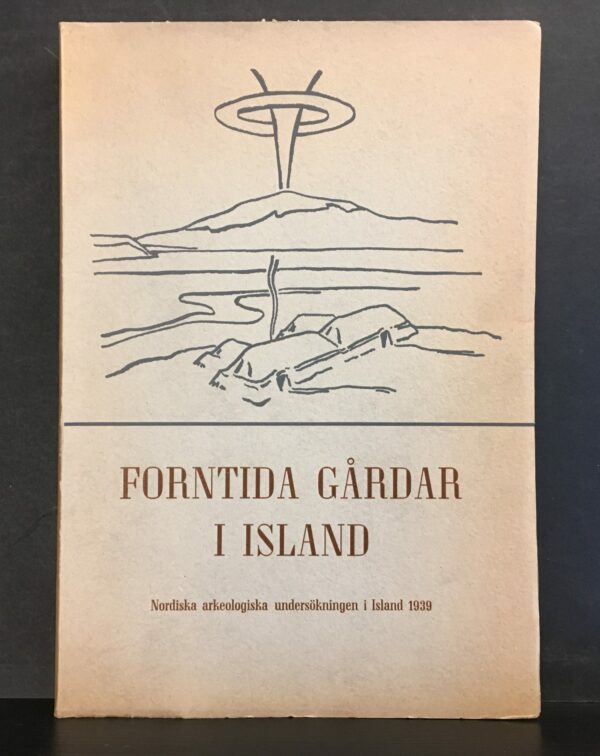 FORNTIDA GÅRDAR
I ISLAND
Nordiska arkeologiska undersökningen i Island 1939